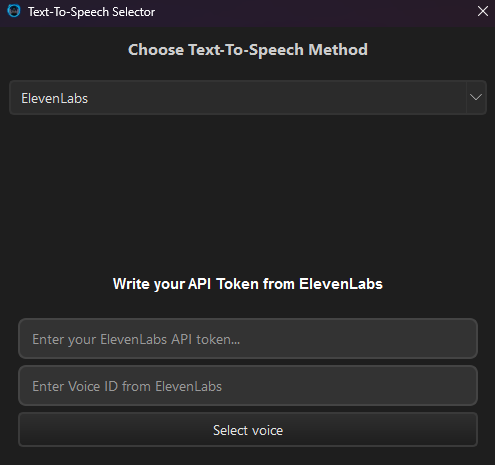 Text-To-Speech Selector
Choose Text-To-Speech Method
ElevenLabs
Write your API Token from ElevenLabs
Enter your ElevenLabs API token...
Enter Voice ID from ElevenLabs
Select voice